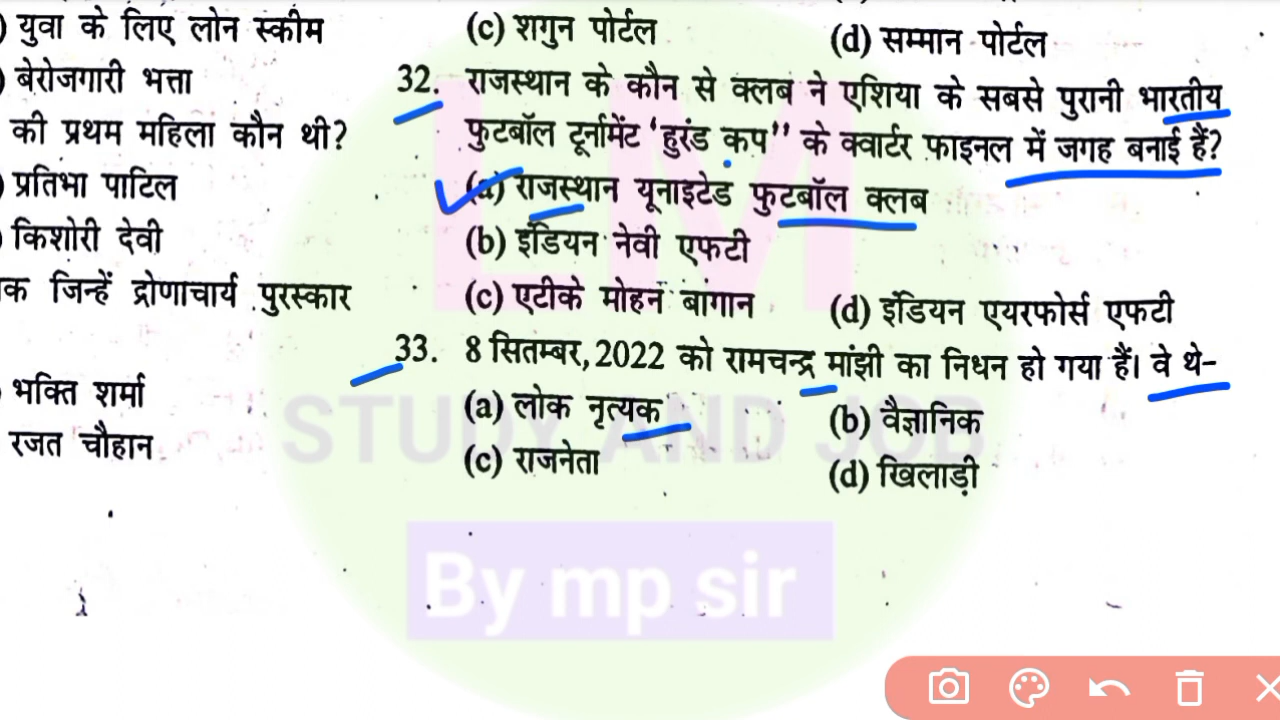 ) युवा के लिए लोन स्कीम
) बेरोजगारी भत्ता
की प्रथम महिला कौन थी?
) प्रतिभा पाटिल
) किशोरी देवी
क जिन्हें द्रोणाचार्य पुरस्कार
भक्ति शर्मा
रजत चौहान
(c) शगुन पोर्टल (d) सम्मान पोर्टल
32. राजस्थान के कौन से क्लब ने एशिया के सबसे पुरानी भारतीय
फुटबॉल टूर्नामेंट ‘हुरंड कप’’ के क्वार्टर फाइनल में जगह बनाई हैं?
(a) राजस्थान यूनाइटेड फुटबॉल क्लब
(b) इंडियन नेवी एफटी
(c) एटीके मोहन बागान (d) इंडियन एयरफोर्स एफटी
33. 8 सितम्बर, 2022 को रामचन्द्र मांझी का निधन हो गया हैं। वे थे-
(a) लोक नृत्यक (b) वैज्ञानिक
(c) राजनेता (d) खिलाड़ी
LM
STUDY AND JOB
By mp sir